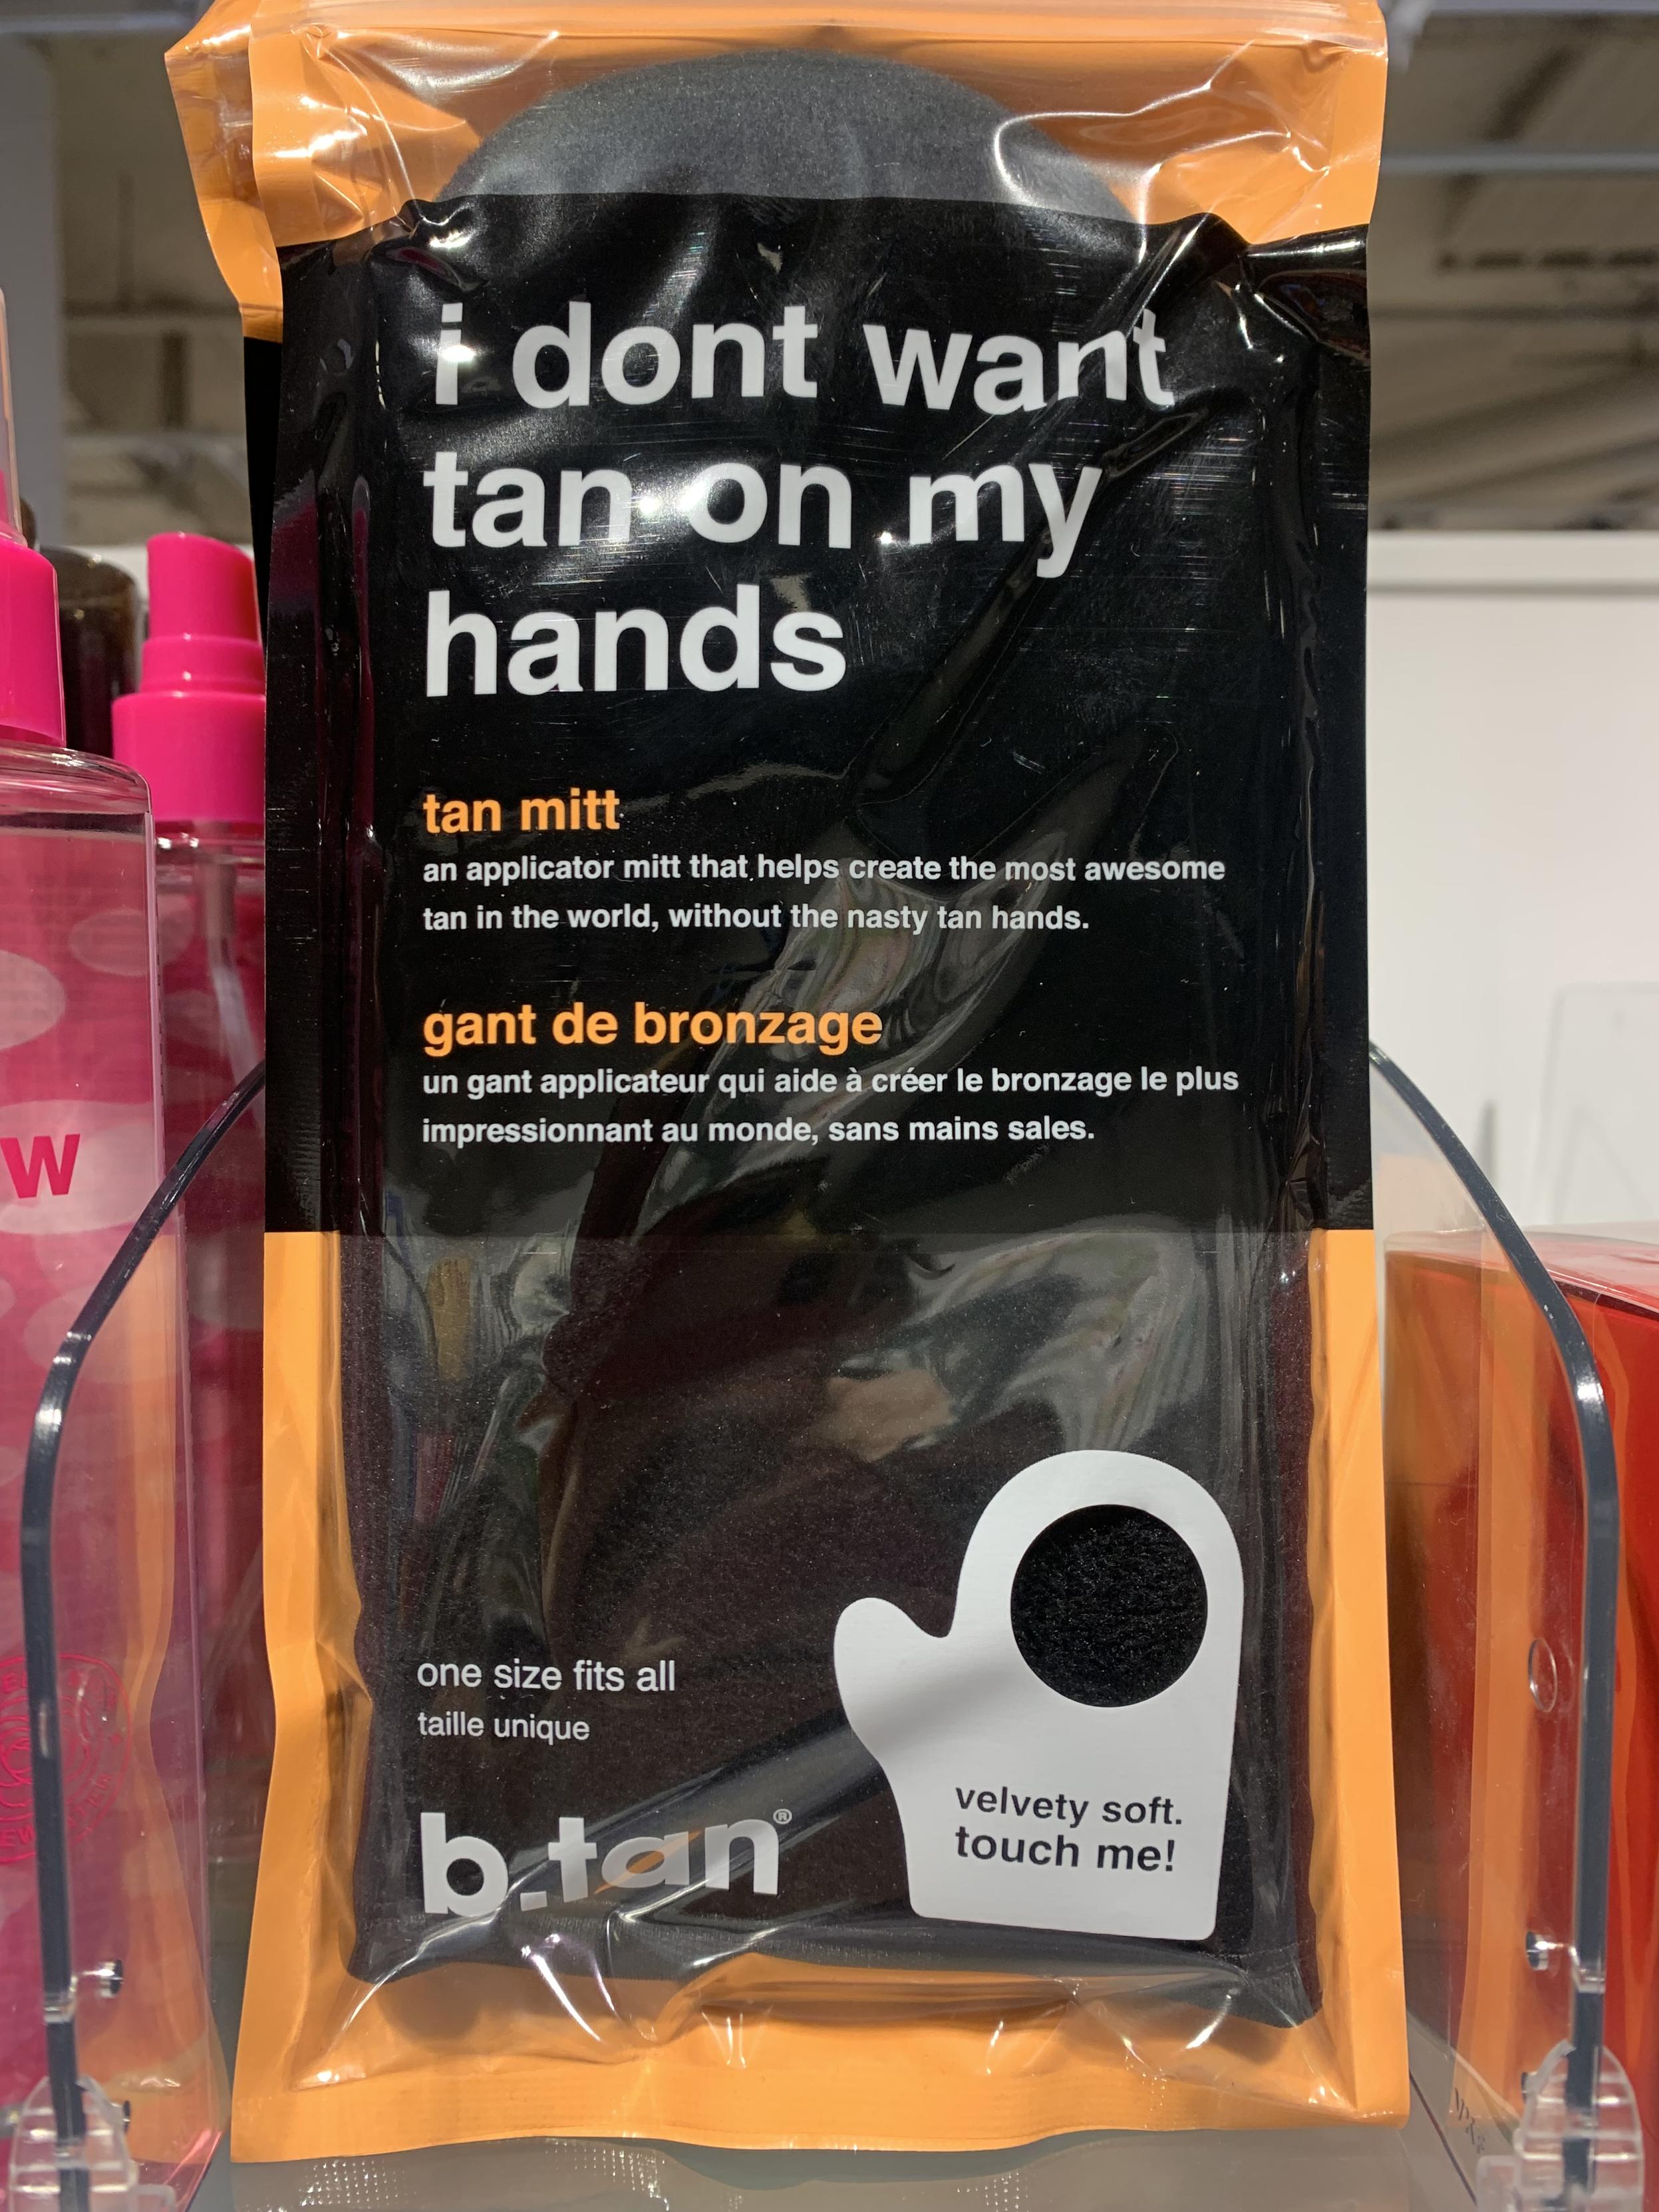 i dont want
tan on my
hands
tan mitt
an applicator mitt that helps create the most awesome
tan in the world, without the nasty tan hands.
gant de bronzage
un gant applicateur qui aide à créer le bronzage le plus
impressionnant au monde, sans mains sales.
W
one size fits all
taille unique
velvety soft.
touch me!
b.tan®